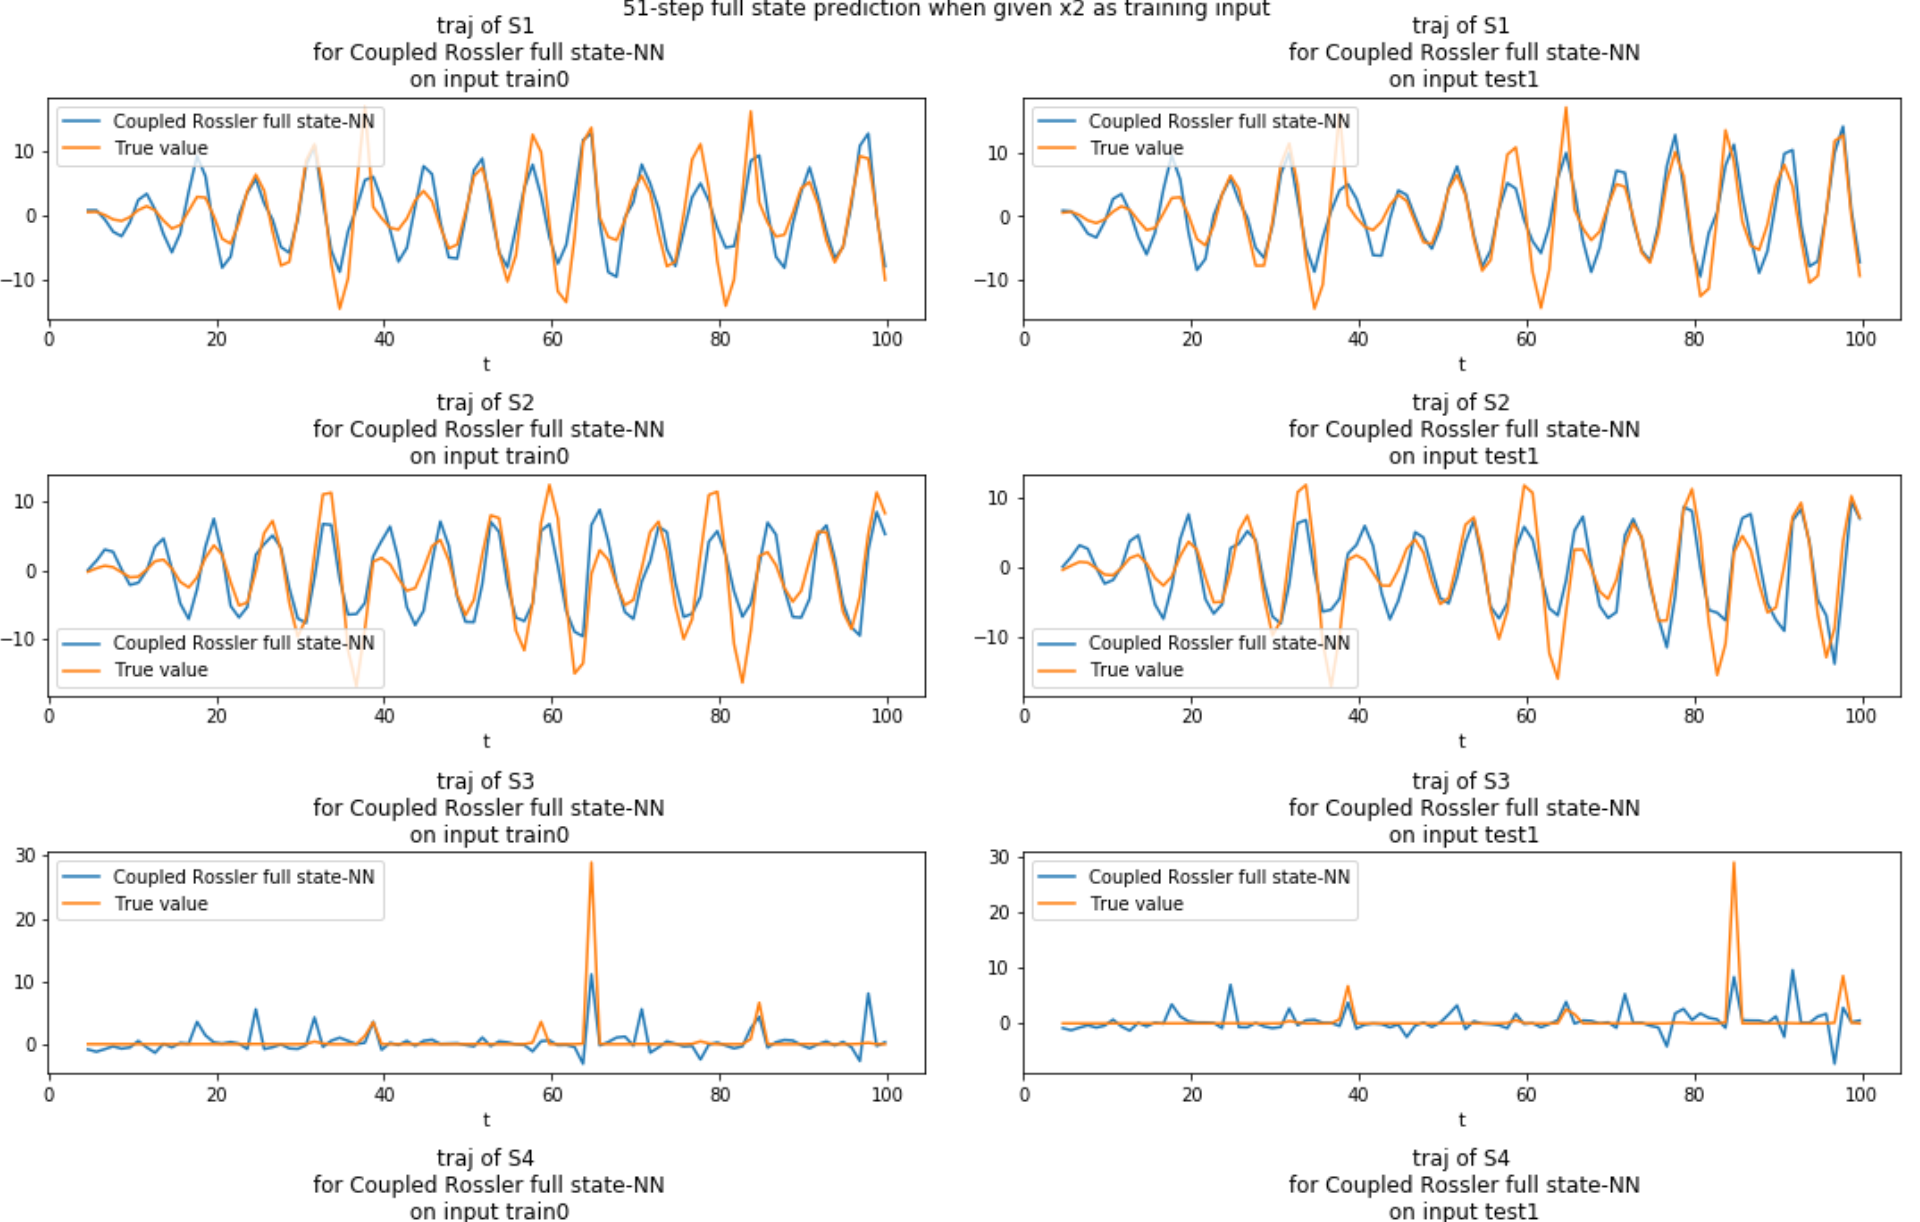 51-step full state prediction when given x2 as training input
traj of S1
for Coupled Rossler full state-NN
on input train0
Coupled Rossler full state-NN
True value
10
0
−10
0 20 40 60 80 100
t
traj of S1
for Coupled Rossler full state-NN
on input test1
Coupled Rossler full state-NN
True value
10
0
−10
0 20 40 60 80 100
t
traj of S2
for Coupled Rossler full state-NN
on input train0
10
0
−10
Coupled Rossler full state-NN
True value
0 20 40 60 80 100
t
traj of S2
for Coupled Rossler full state-NN
on input test1
10
0
−10
Coupled Rossler full state-NN
True value
0 20 40 60 80 100
t
traj of S3
for Coupled Rossler full state-NN
on input train0
30
Coupled Rossler full state-NN
True value
20
10
0
0 20 40 60 80 100
t
traj of S3
for Coupled Rossler full state-NN
on input test1
30
Coupled Rossler full state-NN
True value
20
10
0
0 20 40 60 80 100
t
traj of S4
for Coupled Rossler full state-NN
on input train0
traj of S4
for Coupled Rossler full state-NN
on input test1